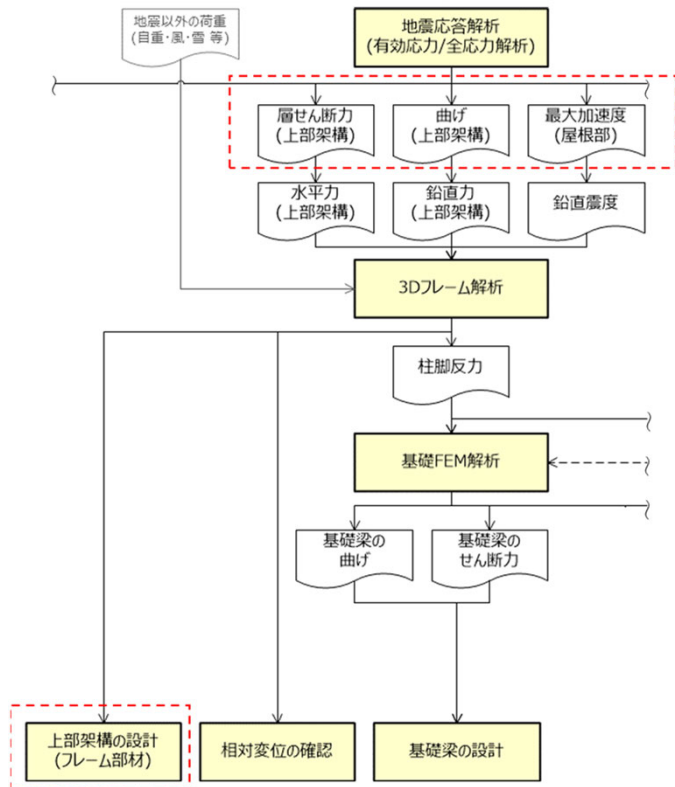 地震以外の荷重
(自重・風・雪 等)
地震応答解析
(有効応力/全応力解析)
層せん断力
(上部架構)
曲げ
(上部架構)
最大加速度
(屋根部)
水平力
(上部架構)
鉛直力
(上部架構)
鉛直震度
3Dフレーム解析
柱脚反力
基礎FEM解析
基礎梁の
曲げ
基礎梁の
せん断力
上部架構の設計
(フレーム部材)
相対変位の確認
基礎梁の設計